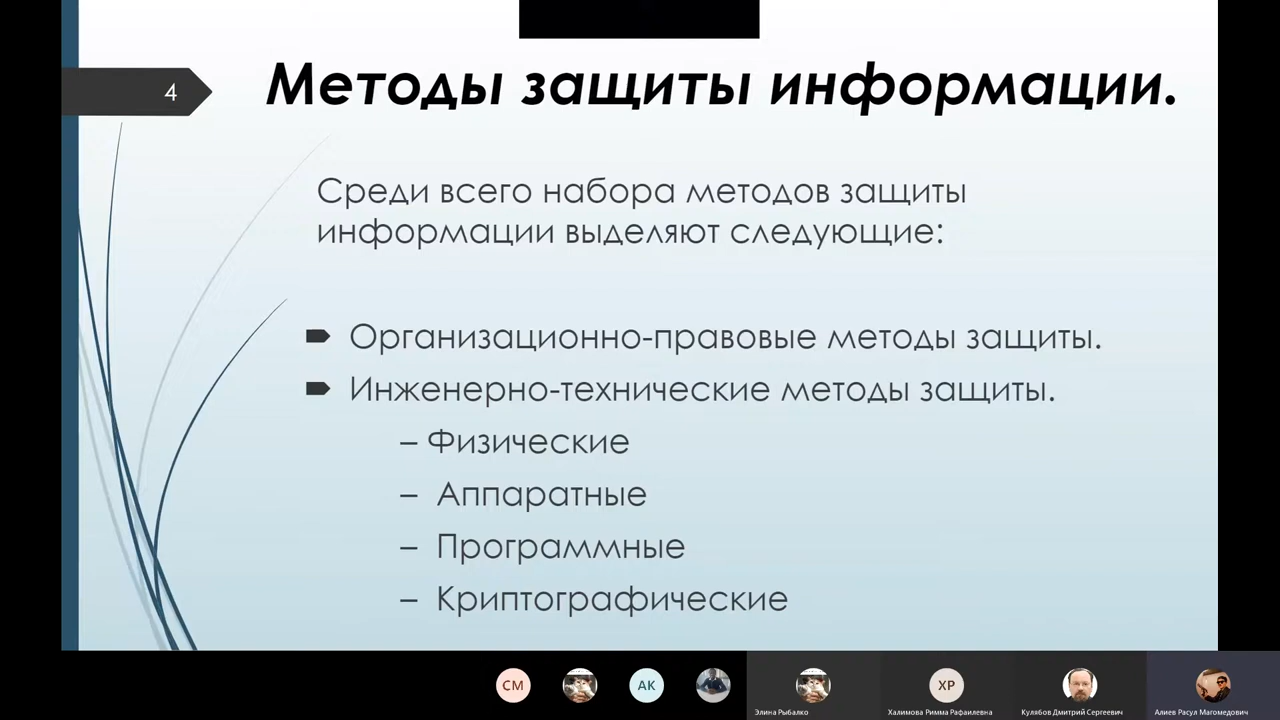 4
Методы защиты информации.
Среди всего набора методов защиты
информации выделяют следующие:
Организационно-правовые методы защиты.
Инженерно-технические методы защиты.
– Физические
– Аппаратные
– Программные
– Криптографические
СМ
АК
ХР
Элина Рыбалко
Халимова Римма Рафаилевна
Кулябов Дмитрий Сергеевич
Алиев Расул Магомедович